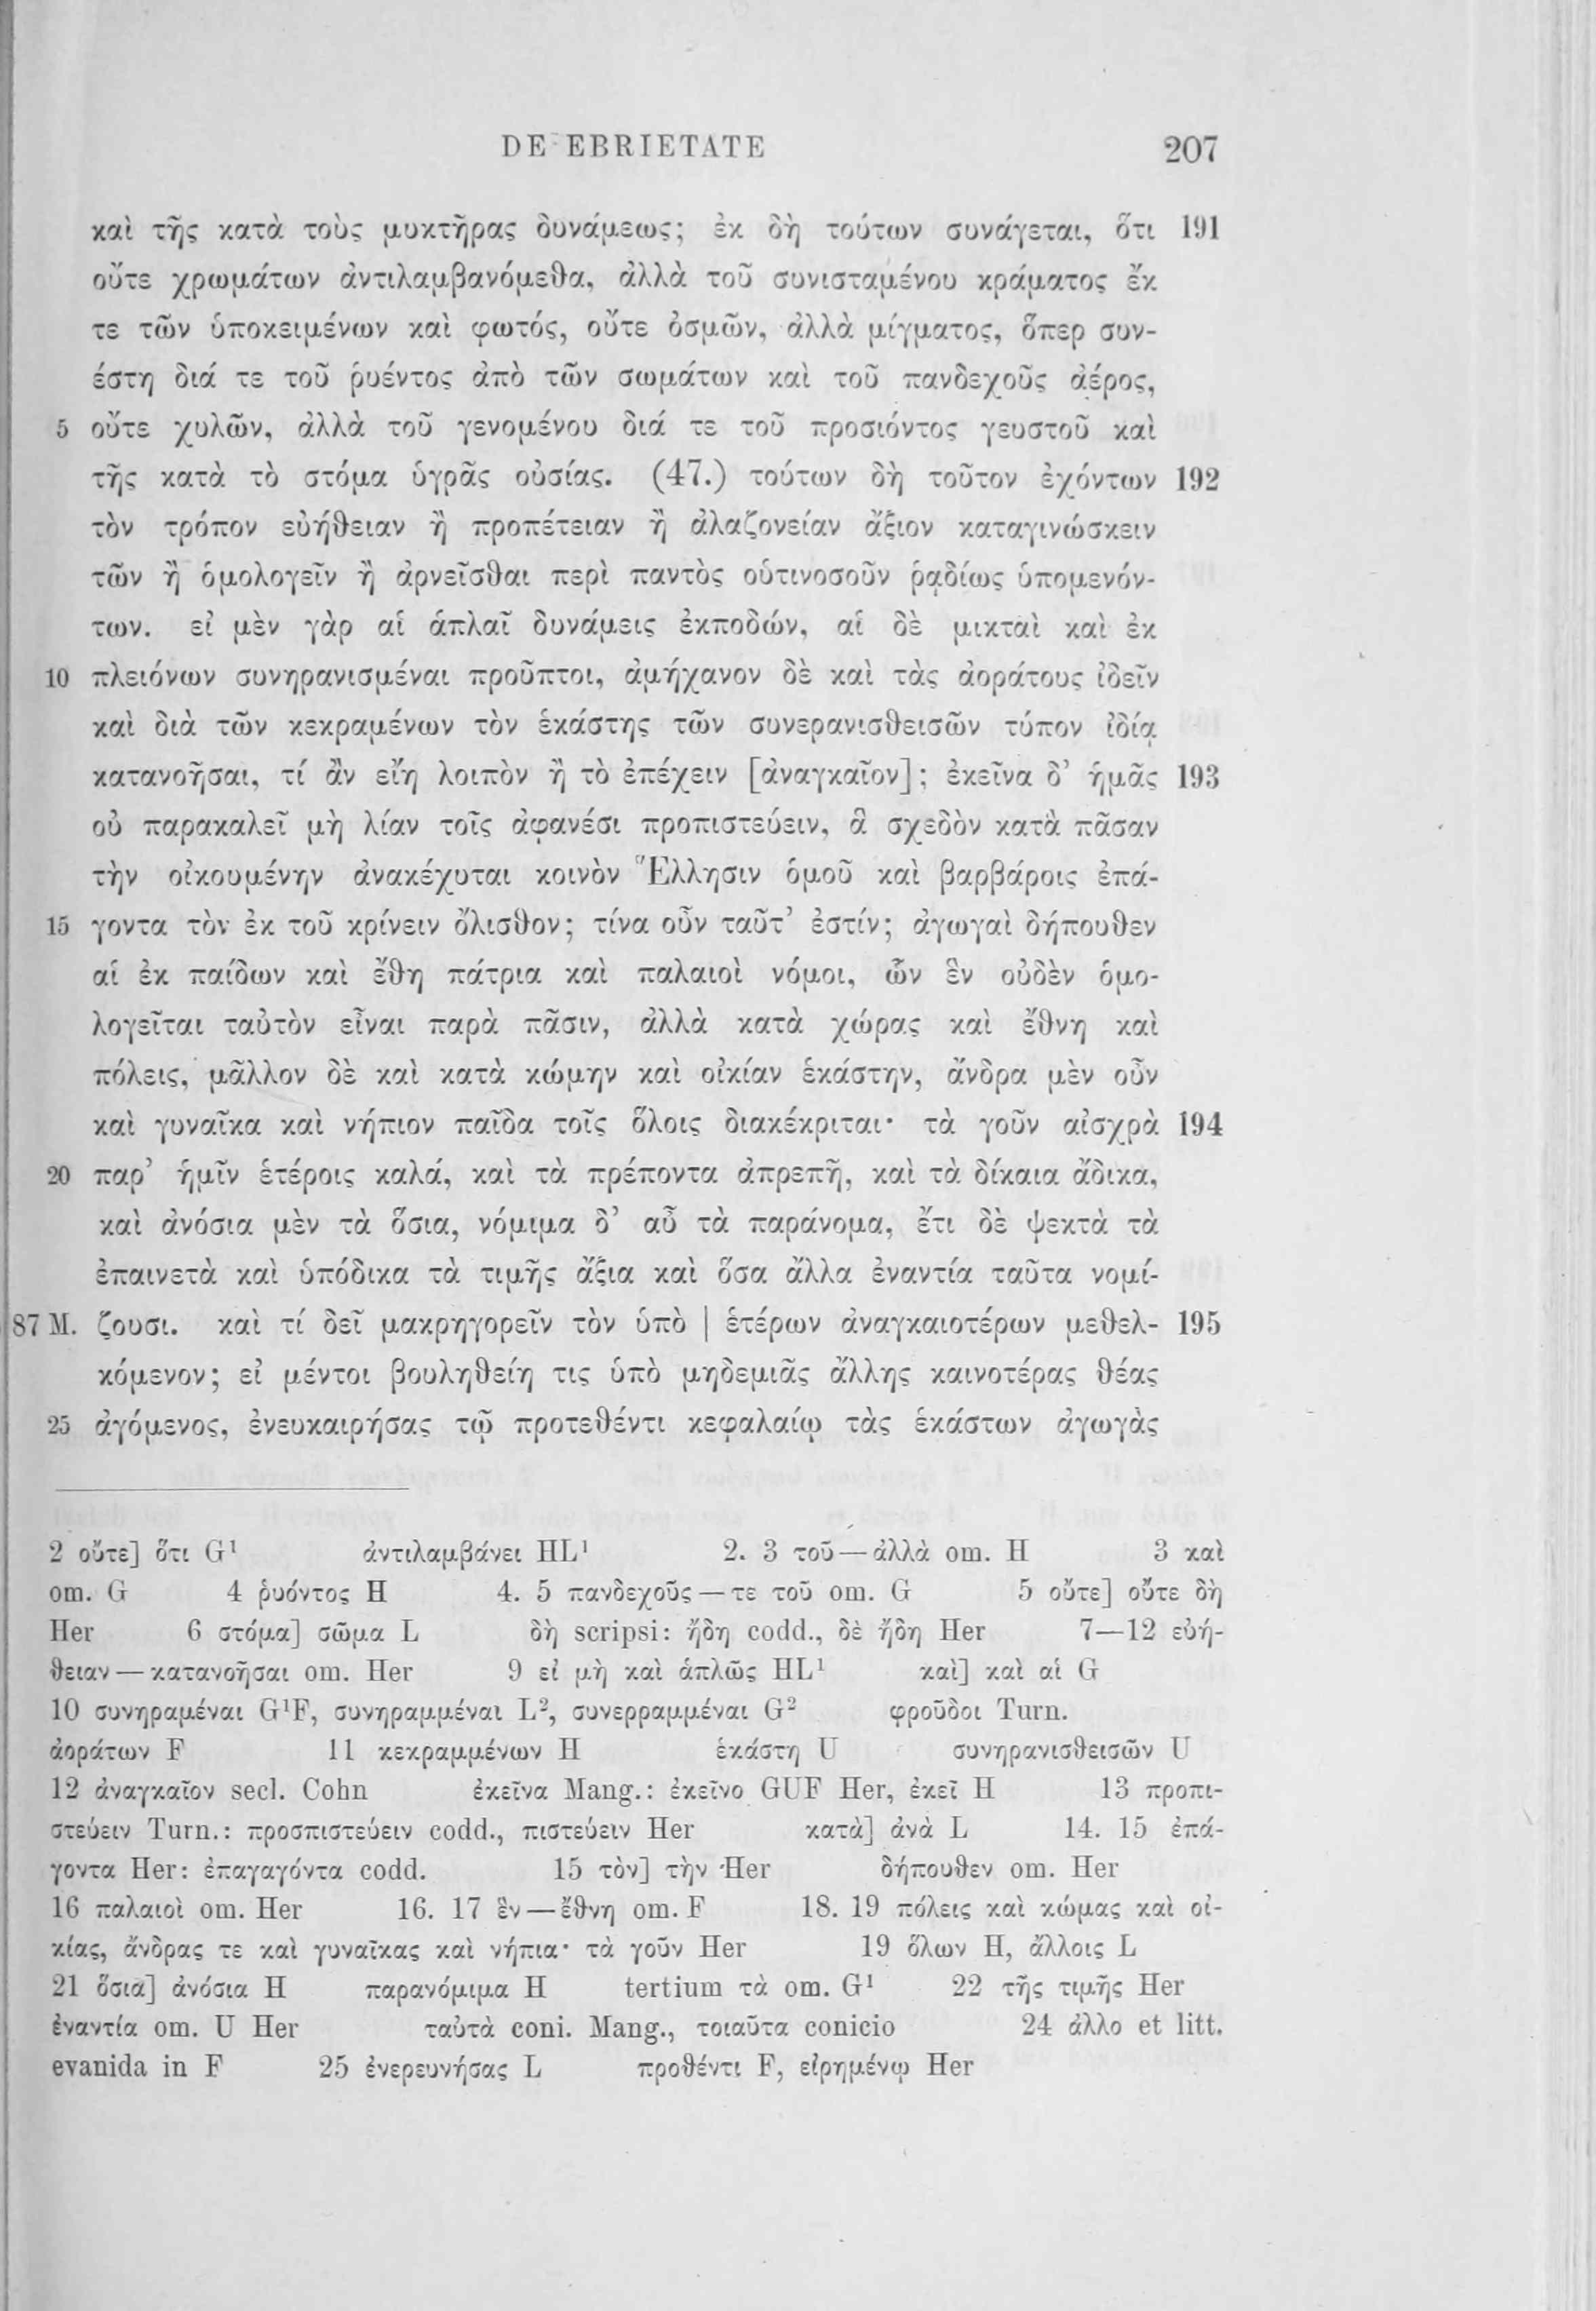 DE EBRIETATE 207
καὶ τῆς κατὰ τοὺς μυκτῆρας δυνάμεως; ἐκ δὴ τούτων συνάγεται, ὅτι 191
οὔτε χρωμάτων ἀντιλαμβανόμεθα, ἀλλὰ τοῦ συνισταμένου κράματος ἔκ
τε τῶν ὑποκειμένων καὶ φωτός, οὔτε ὀσμῶν, ἀλλὰ μίγματος, ὅπερ συν-
έστη διά τε τοῦ ῥυέντος ἀπὸ τῶν σωμάτων καὶ τοῦ πανδεχοῦς ἀέρος,
5 οὔτε χυλῶν, ἀλλὰ τοῦ γενομένου διά τε τοῦ προσιόντος γευστοῦ καὶ
τῆς κατὰ τὸ στόμα ὑγρᾶς οὐσίας. (47.) τούτων δὴ τοῦτον ἐχόντων 192
τὸν τρόπον εὐήθειαν ἢ προπέτειαν ἢ ἀλαζονείαν ἄξιον καταγινώσκειν
τῶν ἢ ὁμολογεῖν ἢ ἀρνεῖσθαι περὶ παντὸς οὑτινοσοῦν ῥᾳδίως ὑπομενόν-
των. εἰ μὲν γὰρ αἱ ἁπλαῖ δυνάμεις ἐκποδών, αἱ δὲ μικταὶ καὶ ἐκ
10 πλειόνων συνηρανισμέναι προῦπτοι, ἀμήχανον δὲ καὶ τὰς ἀοράτους ἰδεῖν
καὶ διὰ τῶν κεκραμένων τὸν ἑκάστης τῶν συνερανισθεισῶν τύπον ἰδίᾳ
κατανοῆσαι, τί ἂν εἴη λοιπὸν ἢ τὸ ἐπέχειν [ἀναγκαῖον]; ἐκεῖνα δ’ ἡμᾶς 193
οὐ παρακαλεῖ μὴ λίαν τοῖς ἀφανέσι προπιστεύειν, ἃ σχεδὸν κατὰ πᾶσαν
τὴν οἰκουμένην ἀνακέχυται κοινὸν Ἕλλησιν ὁμοῦ καὶ βαρβάροις ἐπά-
15 γοντα τὸν ἐκ τοῦ κρίνειν ὄλισθον; τίνα οὖν ταῦτ’ ἐστίν; ἀγωγαὶ δήπουθεν
αἱ ἐκ παίδων καὶ ἔθη πάτρια καὶ παλαιοὶ νόμοι, ὧν ἓν οὐδὲν ὁμο-
λογεῖται ταὐτὸν εἶναι παρὰ πᾶσιν, ἀλλὰ κατὰ χώρας καὶ ἔθνη καὶ
πόλεις, μᾶλλον δὲ καὶ κατὰ κώμην καὶ οἰκίαν ἑκάστην, ἄνδρα μὲν οὖν
καὶ γυναῖκα καὶ νήπιον παῖδα τοῖς ὅλοις διακέκριται· τὰ γοῦν αἰσχρὰ 194
20 παρ’ ἡμῖν ἑτέροις καλά, καὶ τὰ πρέποντα ἀπρεπῆ, καὶ τὰ δίκαια ἄδικα,
καὶ ἀνόσια μὲν τὰ ὅσια, νόμιμα δ’ αὖ τὰ παράνομα, ἔτι δὲ ψεκτὰ τὰ
ἐπαινετὰ καὶ ὑπόδικα τὰ τιμῆς ἄξια καὶ ὅσα ἄλλα ἐναντία ταῦτα νομί-
87 M. ζουσι. καὶ τί δεῖ μακρηγορεῖν τὸν ὑπὸ | ἑτέρων ἀναγκαιοτέρων μεθελ- 195
κόμενον; εἰ μέντοι βουληθείη τις ὑπὸ μηδεμιᾶς ἄλλης καινοτέρας θέας
25 ἀγόμενος, ἐνευκαιρήσας τῷ προτεθέντι κεφαλαίῳ τὰς ἑκάστων ἀγωγὰς
2 οὔτε] ὅτι G¹ ἀντιλαμβάνει HL¹ 2. 3 τοῦ — ἀλλὰ om. H 3 καὶ
om. G 4 ῥυόντος H 4. 5 πανδεχοῦς — τε τοῦ om. G 5 οὔτε] οὔτε δὴ
Her 6 στόμα] σῶμα L δὴ scripsi: ἤδη codd., δὲ ἤδη Her 7—12 εὐή-
θειαν — κατανοῆσαι om. Her 9 εἰ μὴ καὶ ἁπλῶς HL¹ καὶ] καὶ αἱ G
10 συνηραμέναι G¹F, συνηραμμέναι L², συνερραμμέναι G² φροῦδοι Turn.
ἀοράτων F 11 κεκραμμένων H ἑκάστη U συνηρανισθεισῶν U
12 ἀναγκαῖον secl. Cohn ἐκεῖνα Mang.: ἐκεῖνο GUF Her, ἐκεῖ H 13 προπι-
στεύειν Turn.: προσπιστεύειν codd., πιστεύειν Her κατὰ] ἀνὰ L 14. 15 ἐπά-
γοντα Her: ἐπαγαγόντα codd. 15 τὸν] τὴν Her δήπουθεν om. Her
16 παλαιοὶ om. Her 16. 17 ἓν — ἔθνη om. F 18. 19 πόλεις καὶ κώμας καὶ οἰ-
κίας, ἄνδρας τε καὶ γυναῖκας καὶ νήπια· τὰ γοῦν Her 19 ὅλων H, ἄλλοις L
21 ὅσια] ἀνόσια H παρανόμιμα H tertium τὰ om. G¹ 22 τῆς τιμῆς Her
ἐναντία om. U Her ταὐτὰ coni. Mang., τοιαῦτα conicio 24 ἄλλο et litt.
evanida in F 25 ἐνερευνήσας L προθέντι F, εἰρημένῳ Her